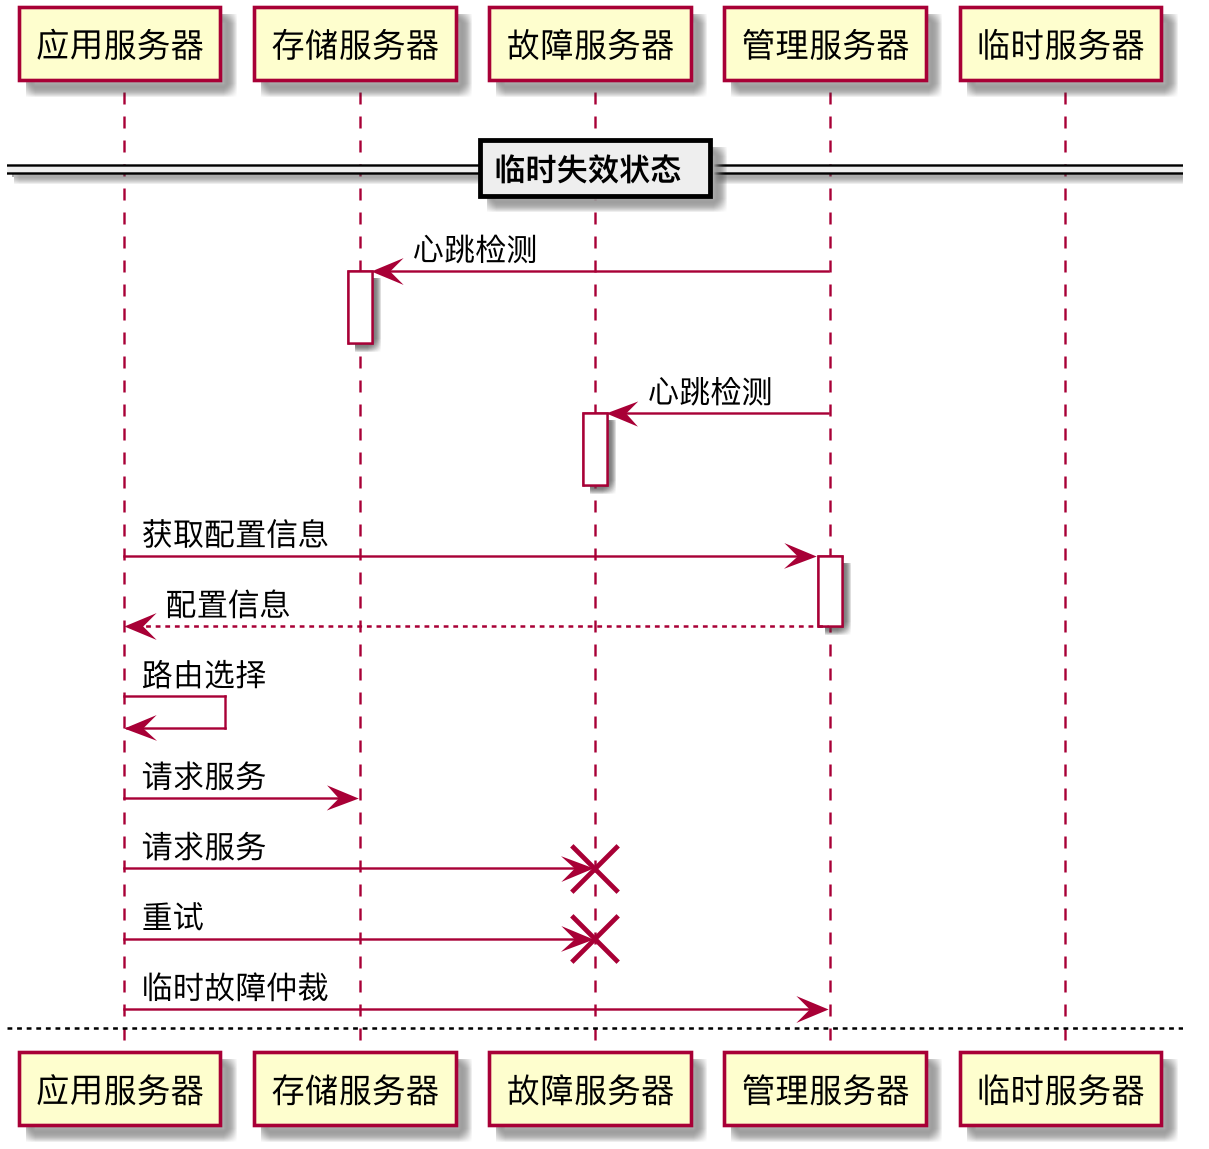 应用服务器
存储服务器
故障服务器
管理服务器
临时服务器
临时失效状态
心跳检测
心跳检测
获取配置信息
配置信息
路由选择
请求服务
请求服务
重试
临时故障仲裁
应用服务器
存储服务器
故障服务器
管理服务器
临时服务器